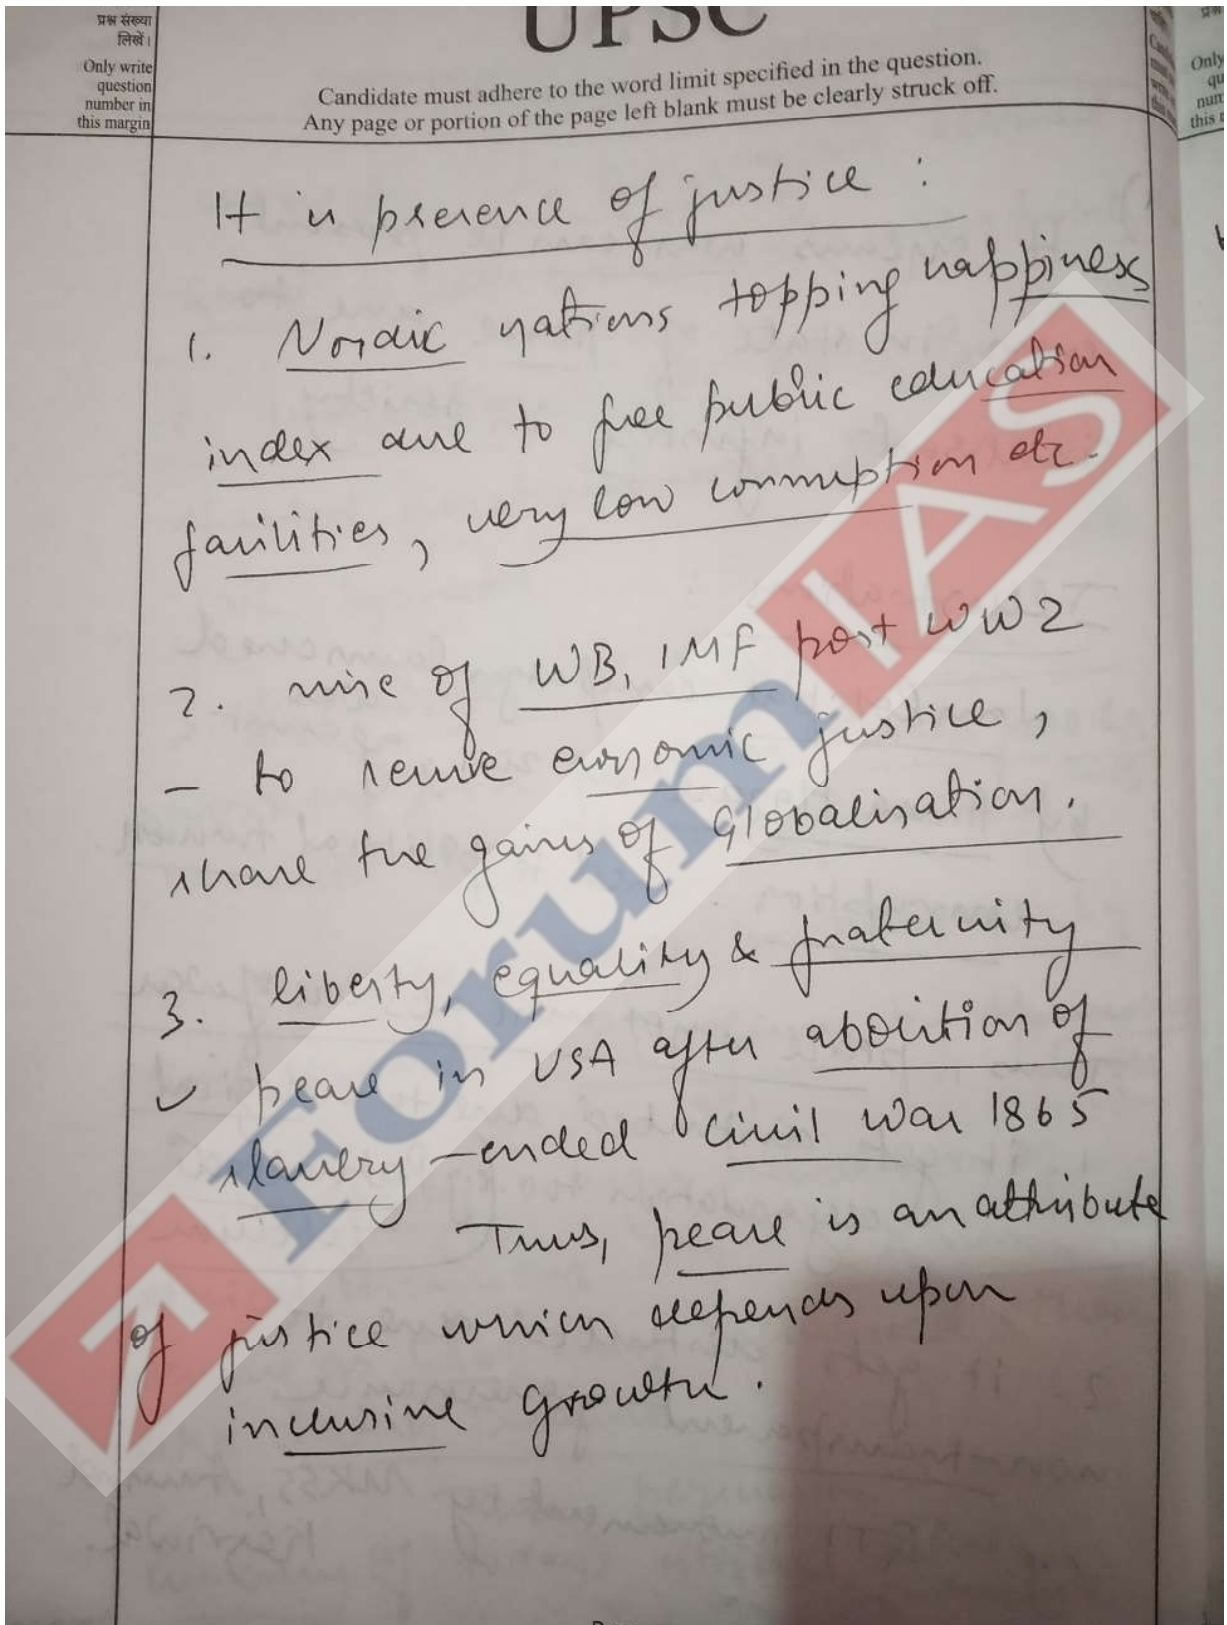 प्रश्न संख्या
लिखें।
Only write
question
number in
this margin
UPSC
Candidate must adhere to the word limit specified in the question.
Any page or portion of the page left blank must be clearly struck off.
It is presence of justice :
1. Nordic nations topping happiness
index due to free public education
facilities, very low corruption etc.
2. rise of WB, IMF post WW2
- to secure economic justice,
share the gains of Globalisation.
3. liberty, equality & fraternity
peace in USA after abolition of
slavery - ended civil war 1865
Thus, peace is an attribute
of justice which depends upon
inclusive Growth.
Forum IAS